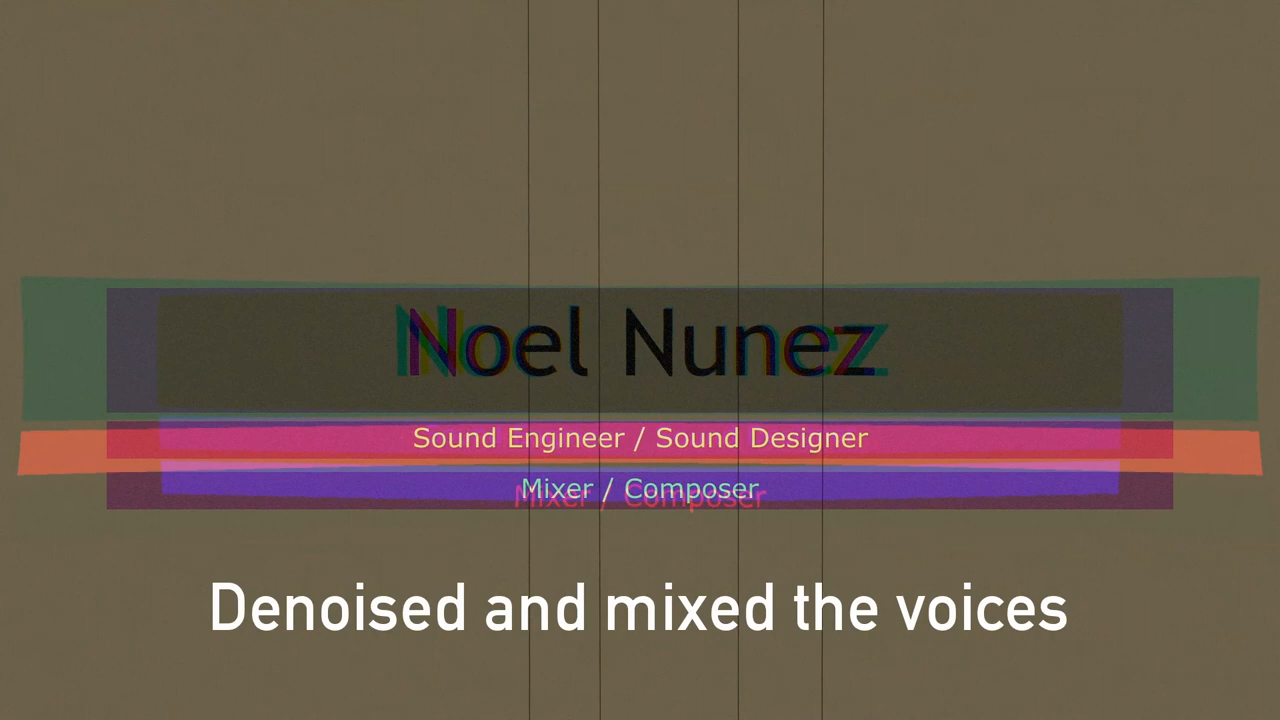 Noel Nunez
Sound Engineer / Sound Designer
Mixer / Composer
Denoised and mixed the voices